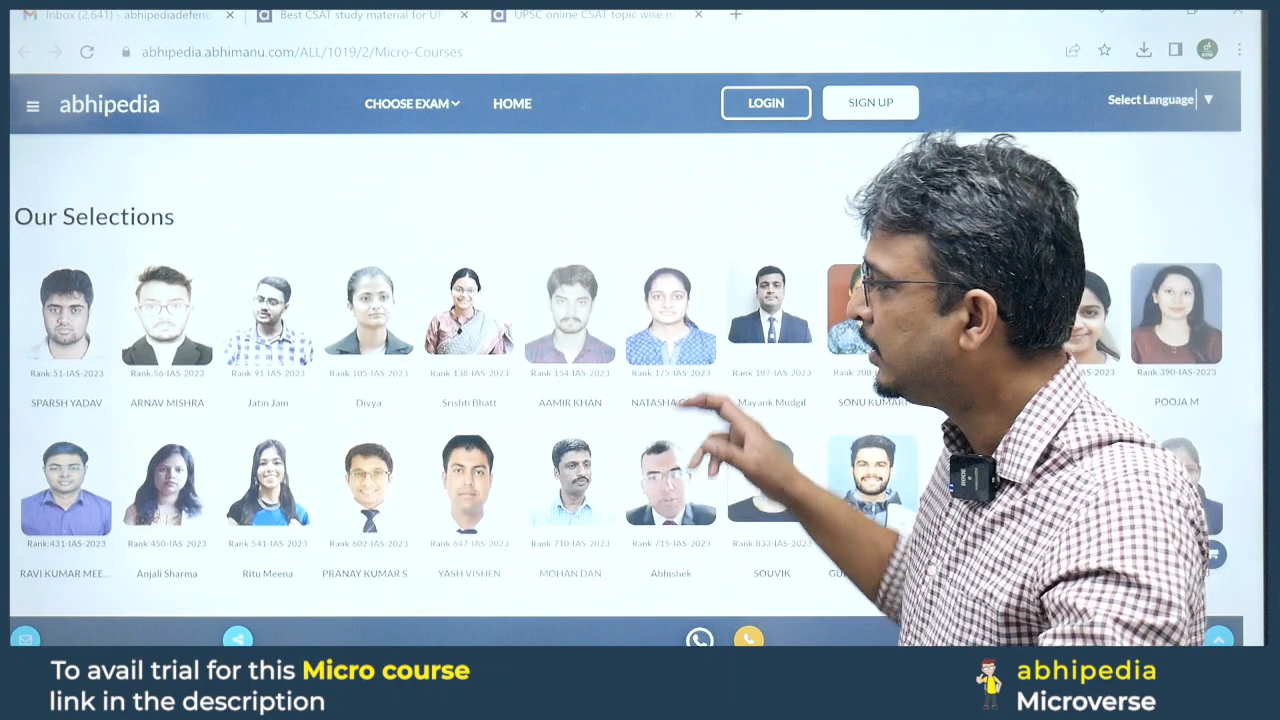 Inbox (2,641) - abhipediadefenc
Best CSAT study material for UP
UPSC online CSAT topic wise m
abhipedia.abhimanu.com/ALL/1019/2/Micro-Courses
abhipedia
CHOOSE EXAM
HOME
LOGIN
SIGN UP
Select Language
Our Selections
Rank:51-IAS-2023
Rank:56-IAS-2023
Rank 91-IAS-2023
Rank:105-IAS-2023
Rank:138-IAS-2023
Rank:154-IAS-2023
Rank:175-IAS-2023
Rank:187-IAS-2023
Rank:390-IAS-2023
SPARSH YADAV
ARNAV MISHRA
Jatin Jain
Divya
Srishti Bhatt
AAMIR KHAN
NATASHA
Mayank Mudgil
SONU KUMARI
POOJA M
Rank:431-IAS-2023
Rank:450-IAS-2023
Rank:541-IAS-2023
Rank:602-IAS-2023
Rank:647-IAS-2023
Rank:710-IAS-2023
Rank:715-IAS-2023
Rank:833-IAS-2023
RAVI KUMAR MEE...
Anjali Sharma
Ritu Meena
PRANAY KUMAR S
YASH VISHEN
MOHAN DAN
Abhishek
SOUVIK
RODE
To avail trial for this Micro course
link in the description
abhipedia
Microverse